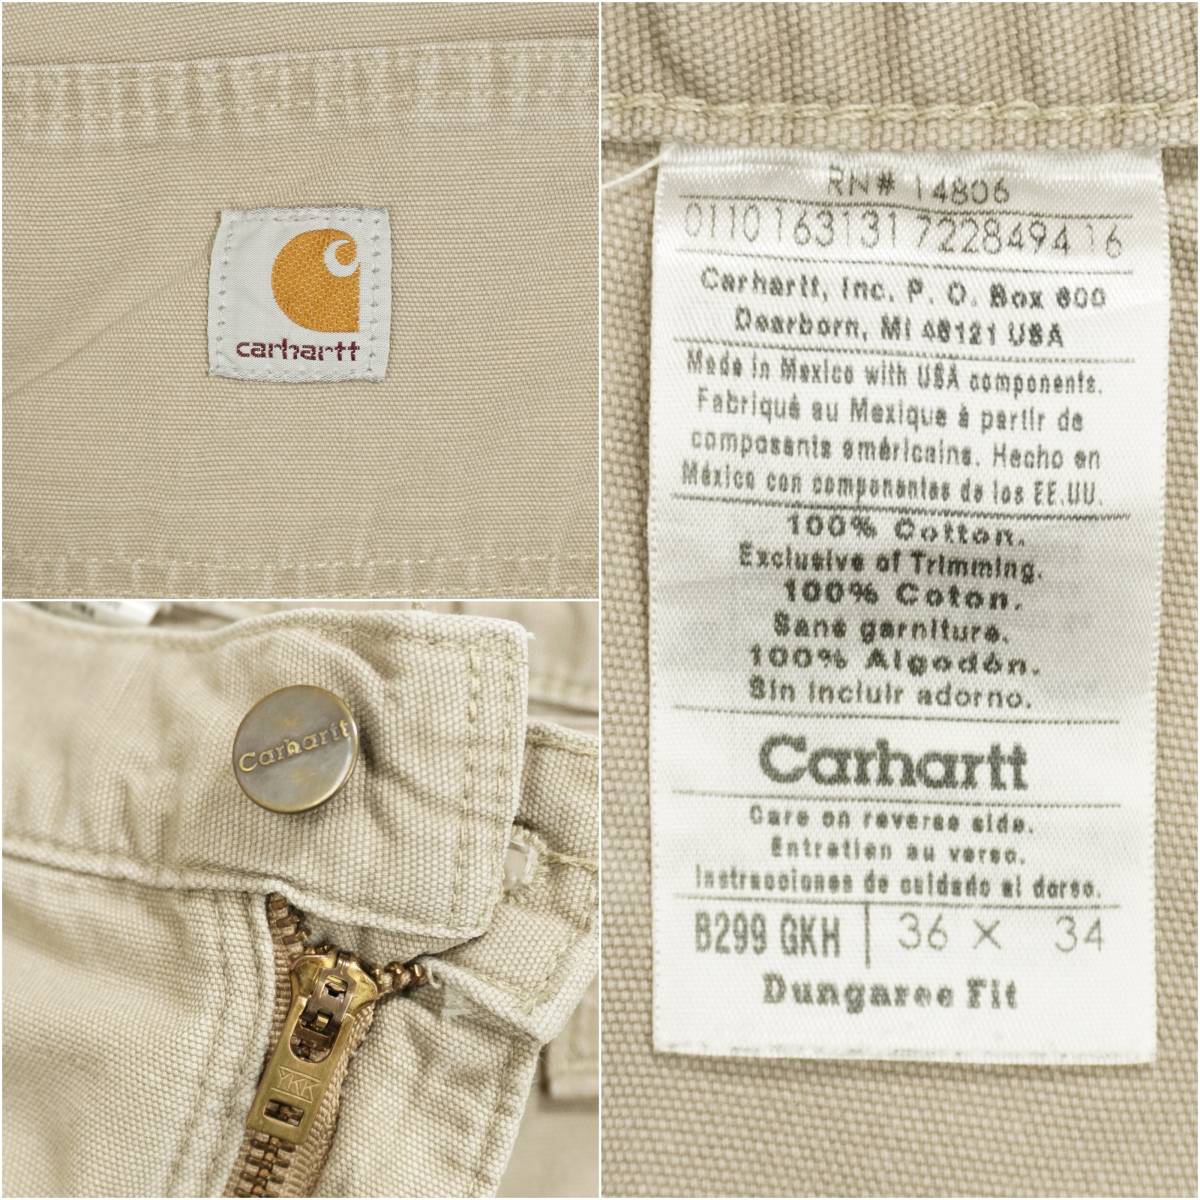 carhartt
Carhartt
YKK
RN# 14806
0110163131 7228494 16
Carhartt, Inc. P. O. Box 600
Dearborn, MI 48121 USA
Made in Mexico with USA components.
Fabriqué au Mexique à partir de
composants américains. Hecho en
México con componentes de los EE.UU.
100% Cotton.
Exclusive of Trimming.
100% Coton.
Sans garniture.
100% Algodón.
Sin incluir adorno.
Carhartt
Care on reverse side.
Entretien au verso.
Instrucciones de cuidado al dorso.
B299 GKH | 36 X 34
Dungaree Fit